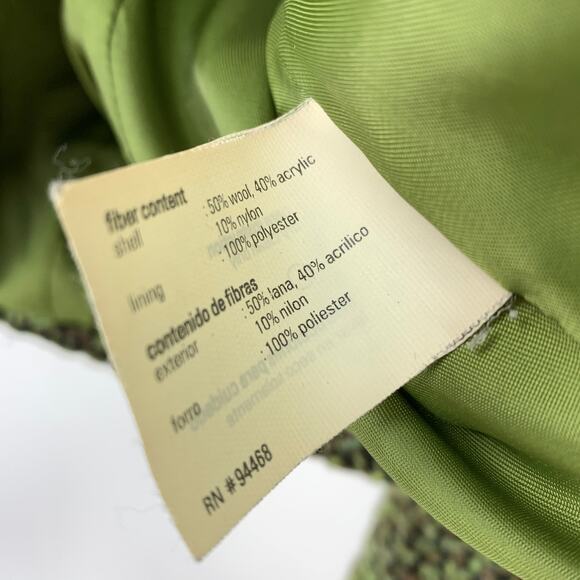 fiber content
shell : 50% wool, 40% acrylic
10% nylon
lining : 100% polyester
contenido de fibras
exterior : 50% lana, 40% acrilico
10% nilon
forro : 100% poliester
RN # 94468